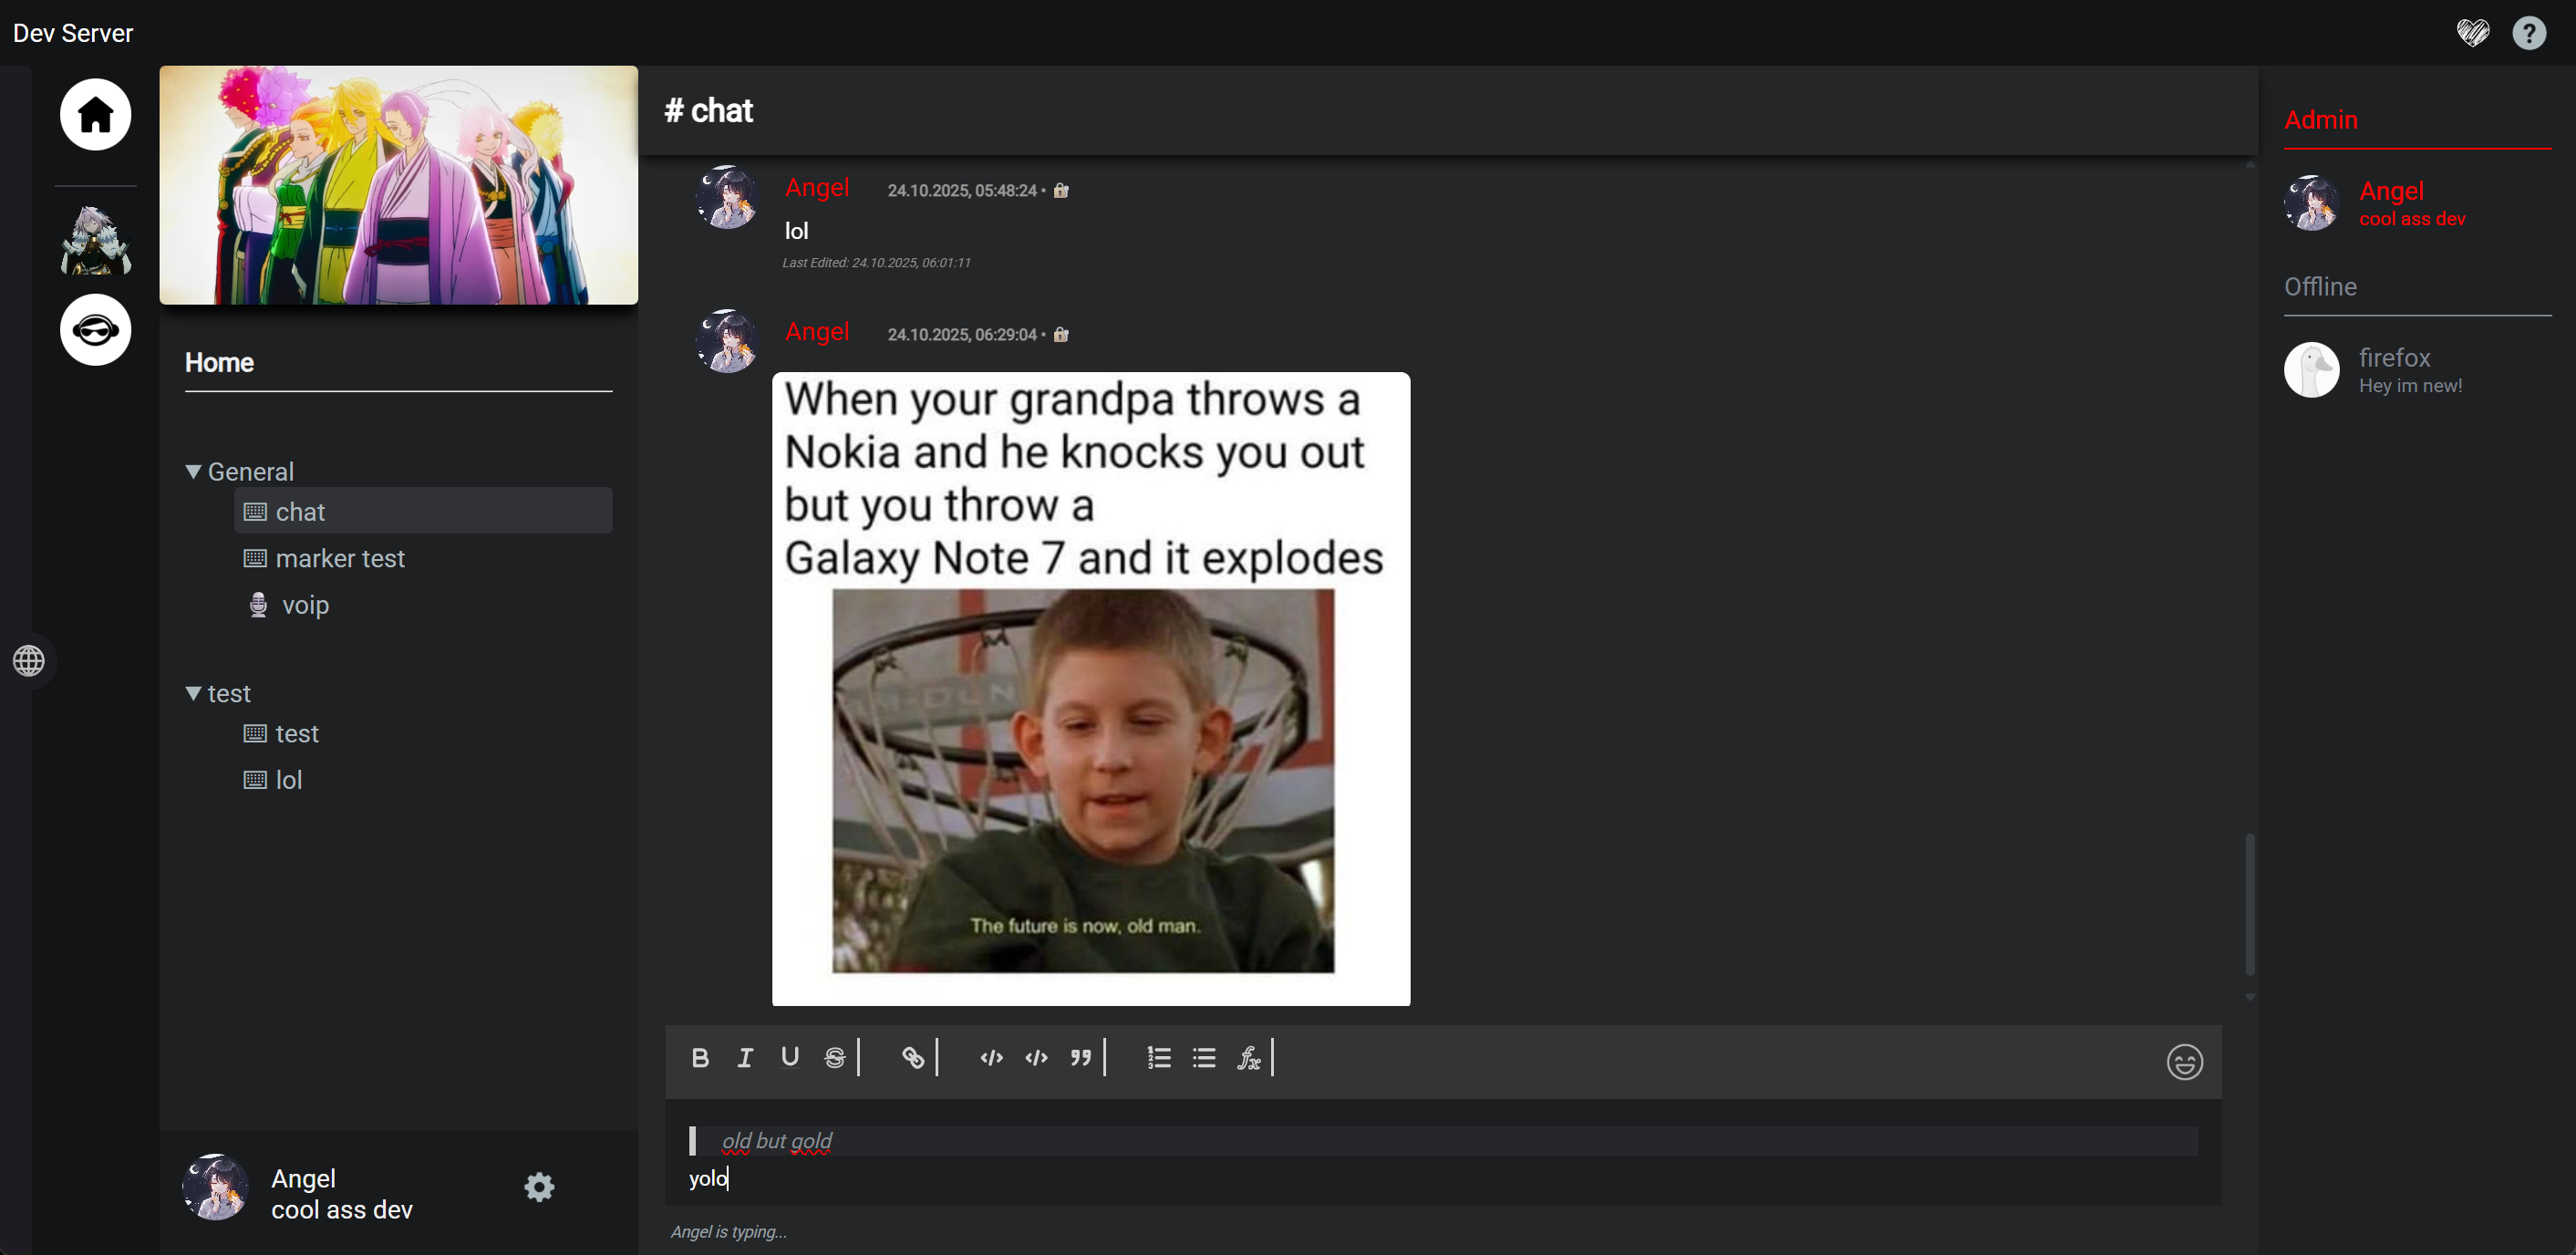 Dev Server
Home
General
chat
marker test
voip
test
test
lol
Angel
cool ass dev
# chat
Angel 24.10.2025, 05:48:24 •
lol
Last Edited: 24.10.2025, 06:01:11
Angel 24.10.2025, 06:29:04 •
When your grandpa throws a
Nokia and he knocks you out
but you throw a
Galaxy Note 7 and it explodes
The future is now, old man.
old but gold
yolo
Angel is typing...
Admin
Angel
cool ass dev
Offline
firefox
Hey im new!